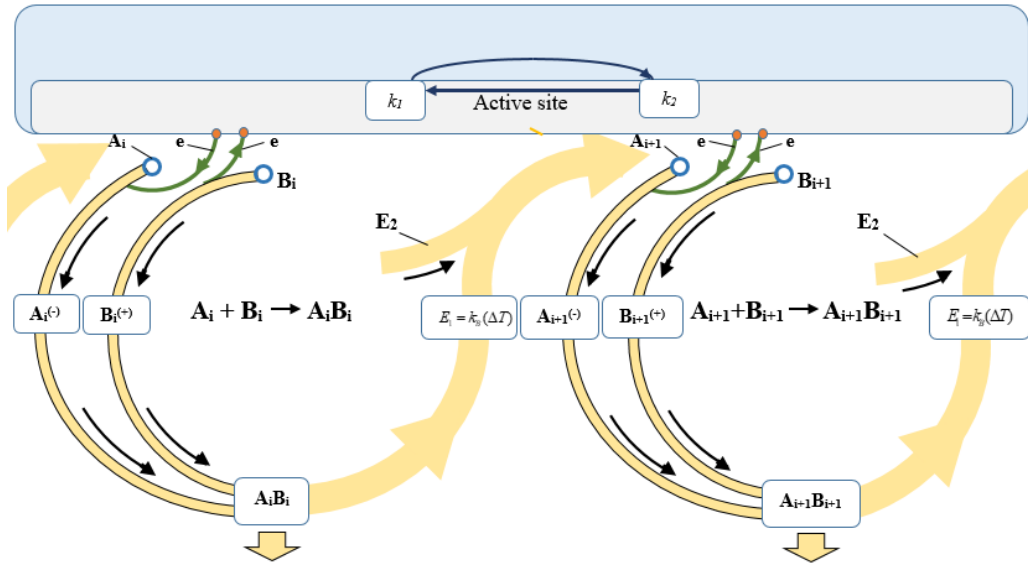 k1
k2
Active site
Ai
e
e
Bi
Ai+1
e
e
Bi+1
E2
E2
Ai(-)
Bi(+)
Ai + Bi → AiBi
E1 = kB(ΔT)
Ai+1(-)
Bi+1(+)
Ai+1+Bi+1 → Ai+1Bi+1
E1 = kB(ΔT)
AiBi
Ai+1Bi+1